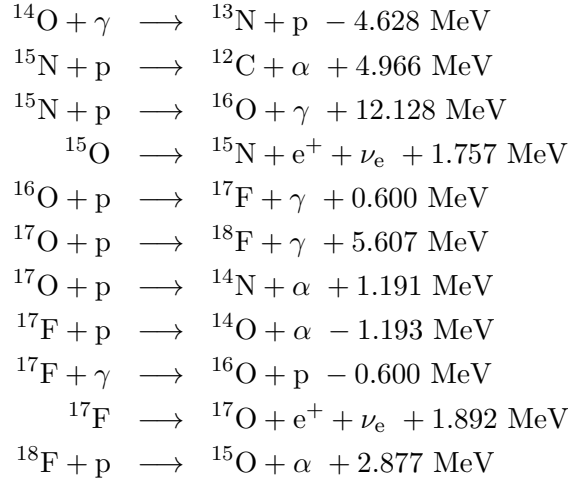 ¹⁴O + γ ⟶ ¹³N + p − 4.628 MeV
¹⁵N + p ⟶ ¹²C + α + 4.966 MeV
¹⁵N + p ⟶ ¹⁶O + γ + 12.128 MeV
¹⁵O ⟶ ¹⁵N + e⁺ + νₑ + 1.757 MeV
¹⁶O + p ⟶ ¹⁷F + γ + 0.600 MeV
¹⁷O + p ⟶ ¹⁸F + γ + 5.607 MeV
¹⁷O + p ⟶ ¹⁴N + α + 1.191 MeV
¹⁷F + p ⟶ ¹⁴O + α − 1.193 MeV
¹⁷F + γ ⟶ ¹⁶O + p − 0.600 MeV
¹⁷F ⟶ ¹⁷O + e⁺ + νₑ + 1.892 MeV
¹⁸F + p ⟶ ¹⁵O + α + 2.877 MeV